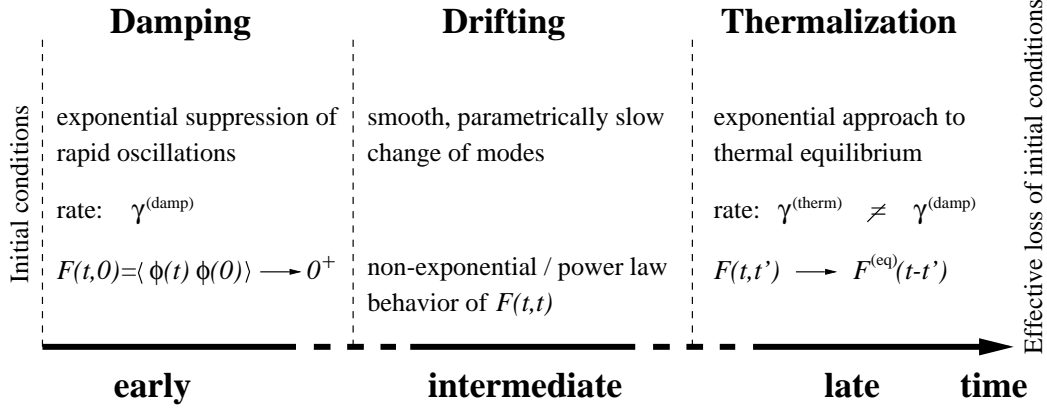 Damping
Drifting
Thermalization
Initial conditions
exponential suppression of
rapid oscillations
rate: γ(damp)
F(t,0)=⟨ϕ(t) ϕ(0)⟩ → 0+
smooth, parametrically slow
change of modes
non-exponential / power law
behavior of F(t,t)
exponential approach to
thermal equilibrium
rate: γ(therm) ≠ γ(damp)
F(t,t’) → F(eq)(t-t’)
Effective loss of initial conditions
early
intermediate
late
time